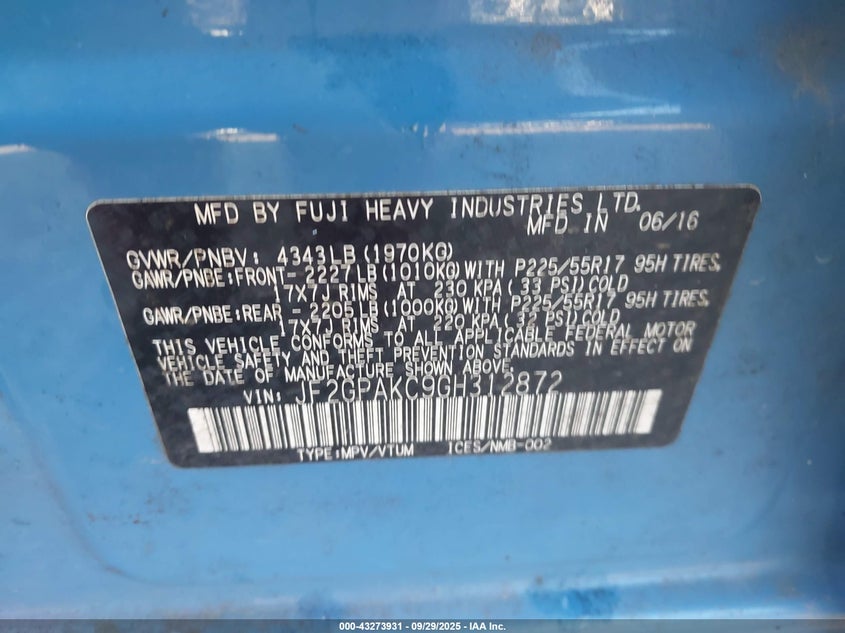 MFD BY FUJI HEAVY INDUSTRIES LTD.
MFD IN 06/16
GVWR/PNBV: 4343LB(1970KG)
GAWR/PNBE:FRONT- 2227LB(1010KG)WITH P225/55R17 95H TIRES,
17X7J RIMS AT 230 KPA( 33 PSI)COLD
GAWR/PNBE:REAR - 2205LB(1000KG)WITH P225/55R17 95H TIRES,
17X7J RIMS AT 220 KPA( 32 PSI)COLD
THIS VEHICLE CONFORMS TO ALL APPLICABLE FEDERAL MOTOR
VEHICLE SAFETY AND THEFT PREVENTION STANDARDS IN EFFECT ON
THE DATE OF MANUFACTURE SHOWN ABOVE.
VIN: JF2GPAKC9GH312872
TYPE:MPV/VTUM ICES/NMB-002
000-43273931 | 09/29/2025 | IAA Inc.